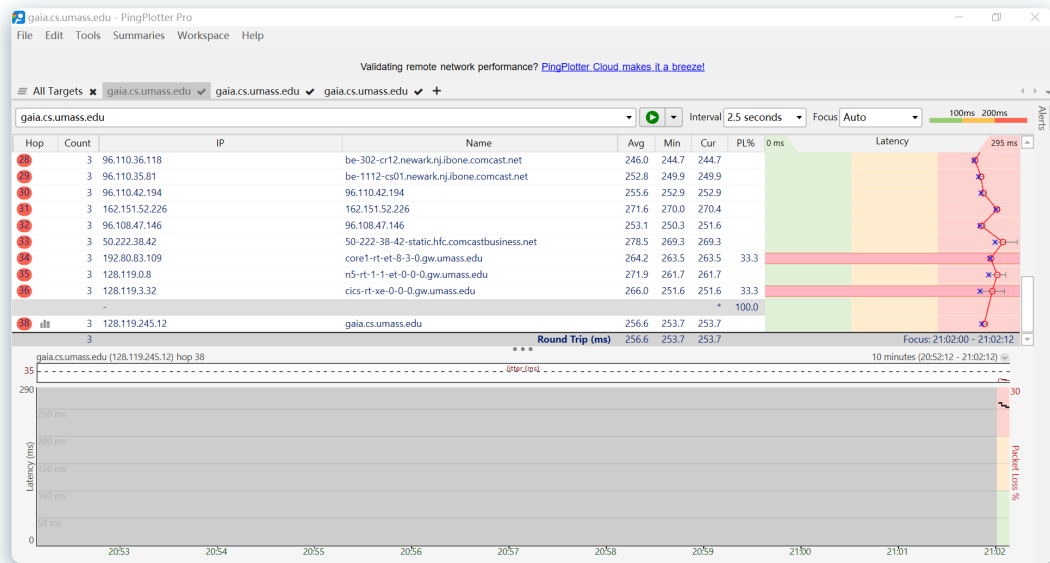 gaia.cs.umass.edu - PingPlotter Pro
File Edit Tools Summaries Workspace Help
Validating remote network performance? PingPlotter Cloud makes it a breeze!
All Targets gaia.cs.umass.edu gaia.cs.umass.edu gaia.cs.umass.edu
gaia.cs.umass.edu Interval 2.5 seconds Focus Auto 100ms 200ms
Alerts
Hop Count IP Name Avg Min Cur PL% 0 ms Latency 295 ms
28 3 96.110.36.118 be-302-cr12.newark.nj.ibone.comcast.net 246.0 244.7 244.7
29 3 96.110.35.81 be-1112-cs01.newark.nj.ibone.comcast.net 252.8 249.9 249.9
30 3 96.110.42.194 96.110.42.194 255.6 252.9 252.9
31 3 162.151.52.226 162.151.52.226 271.6 270.0 270.4
32 3 96.108.47.146 96.108.47.146 253.1 250.3 251.6
33 3 50.222.38.42 50-222-38-42-static.hfc.comcastbusiness.net 278.5 269.3 269.3
34 3 192.80.83.109 core1-rt-et-8-3-0.gw.umass.edu 264.2 263.5 263.5 33.3
35 3 128.119.0.8 n5-rt-1-1-et-0-0-0.gw.umass.edu 271.9 261.7 261.7
36 3 128.119.3.32 cics-rt-xe-0-0-0.gw.umass.edu 266.0 251.6 251.6 33.3
- * 100.0
38 3 128.119.245.12 gaia.cs.umass.edu 256.6 253.7 253.7
3 Round Trip (ms) 256.6 253.7 253.7 Focus: 21:02:00 - 21:02:12
gaia.cs.umass.edu (128.119.245.12) hop 38 10 minutes (20:52:12 - 21:02:12)
35 Jitter (ms)
290 30
250 ms
200 ms
150 ms
100 ms
50 ms
0
Latency (ms)
Packet Loss %
20:53 20:54 20:55 20:56 20:57 20:58 20:59 21:00 21:01 21:02